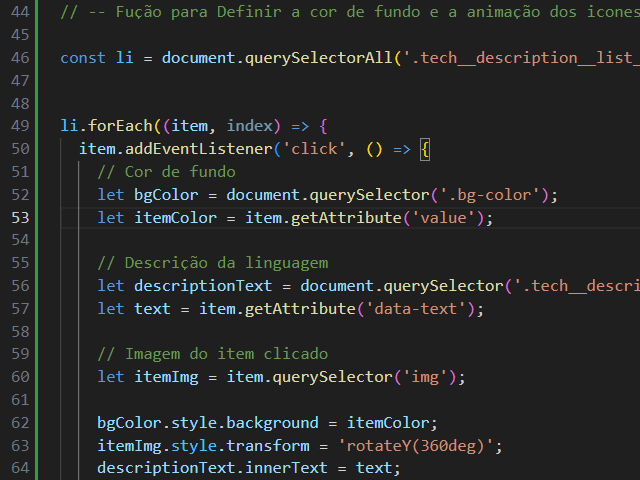 44 // -- Fução para Definir a cor de fundo e a animação dos icones
45
46 const li = document.querySelectorAll('.tech__description__list_
47
48
49 li.forEach((item, index) => {
50 item.addEventListener('click', () => {
51 // Cor de fundo
52 let bgColor = document.querySelector('.bg-color');
53 let itemColor = item.getAttribute('value');
54
55 // Descrição da linguagem
56 let descriptionText = document.querySelector('.tech__descri
57 let text = item.getAttribute('data-text');
58
59 // Imagem do item clicado
60 let itemImg = item.querySelector('img');
61
62 bgColor.style.background = itemColor;
63 itemImg.style.transform = 'rotateY(360deg)';
64 descriptionText.innerText = text;